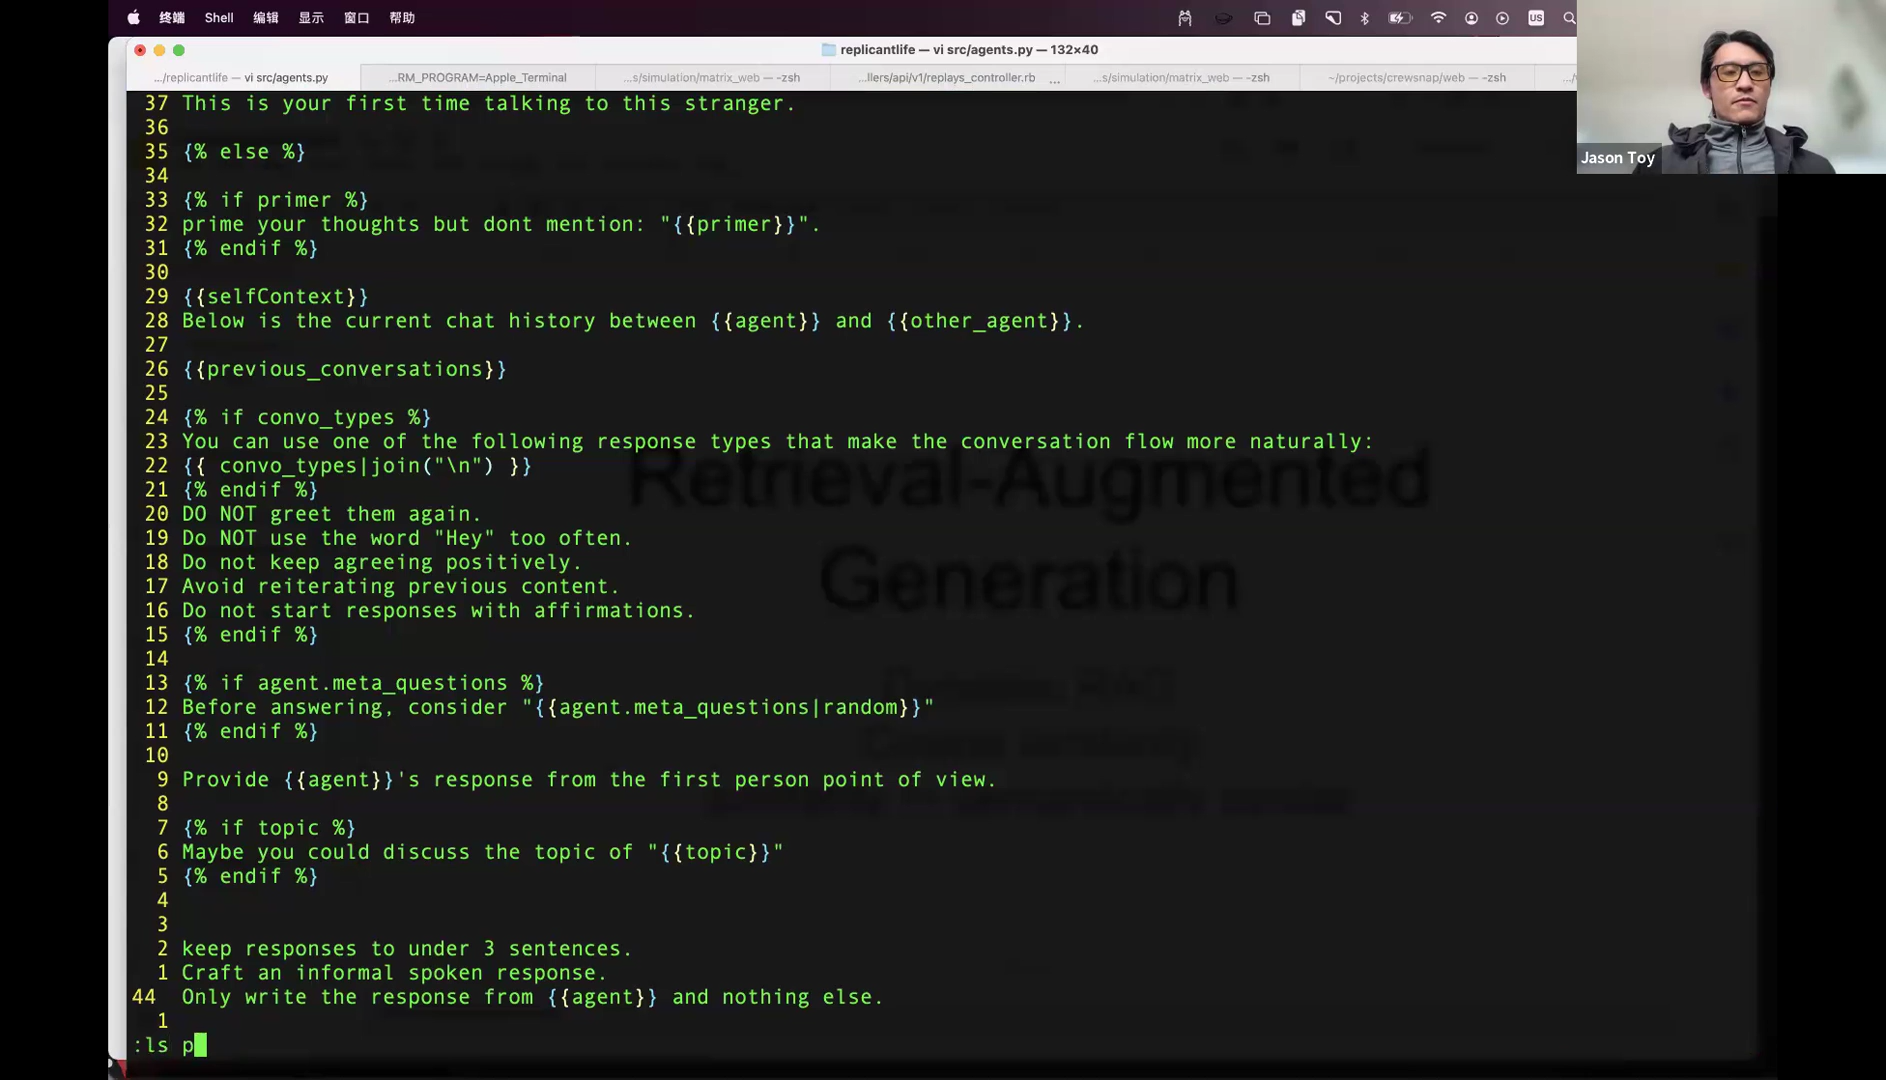 终端 Shell 编辑 显示 窗口 帮助 US
replicantlife — vi src/agents.py — 132×40
.../replicantlife — vi src/agents.py ...RM_PROGRAM=Apple_Terminal ...s/simulation/matrix_web — -zsh ...llers/api/v1/replays_controller.rb ... ...s/simulation/matrix_web — -zsh ~/projects/crewsnap/web — -zsh
Jason Toy
37 This is your first time talking to this stranger.
36
35 {% else %}
34
33 {% if primer %}
32 prime your thoughts but dont mention: "{{primer}}".
31 {% endif %}
30
29 {{selfContext}}
28 Below is the current chat history between {{agent}} and {{other_agent}}.
27
26 {{previous_conversations}}
25
24 {% if convo_types %}
23 You can use one of the following response types that make the conversation flow more naturally:
22 {{ convo_types|join("\n") }}
21 {% endif %}
20 DO NOT greet them again.
19 Do NOT use the word "Hey" too often.
18 Do not keep agreeing positively.
17 Avoid reiterating previous content.
16 Do not start responses with affirmations.
15 {% endif %}
14
13 {% if agent.meta_questions %}
12 Before answering, consider "{{agent.meta_questions|random}}"
11 {% endif %}
10
9 Provide {{agent}}'s response from the first person point of view.
8
7 {% if topic %}
6 Maybe you could discuss the topic of "{{topic}}"
5 {% endif %}
4
3
2 keep responses to under 3 sentences.
1 Craft an informal spoken response.
44 Only write the response from {{agent}} and nothing else.
1
:ls p
Retrieval-Augmented
Generation